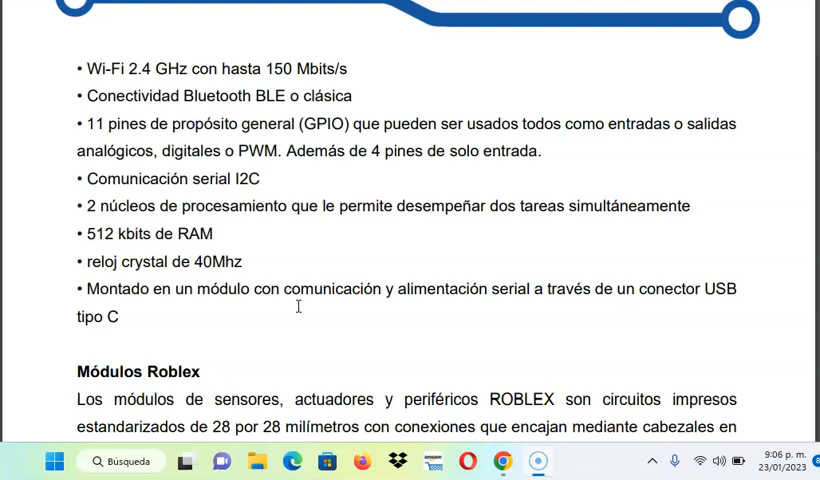 • Wi-Fi 2.4 GHz con hasta 150 Mbits/s
• Conectividad Bluetooth BLE o clásica
• 11 pines de propósito general (GPIO) que pueden ser usados todos como entradas o salidas
analógicos, digitales o PWM. Además de 4 pines de solo entrada.
• Comunicación serial I2C
• 2 núcleos de procesamiento que le permite desempeñar dos tareas simultáneamente
• 512 kbits de RAM
• reloj crystal de 40Mhz
• Montado en un módulo con comunicación y alimentación serial a través de un conector USB
tipo C
Módulos Roblex
Los módulos de sensores, actuadores y periféricos ROBLEX son circuitos impresos
estandarizados de 28 por 28 milímetros con conexiones que encajan mediante cabezales en
Búsqueda
amazon
9:06 p. m.
23/01/2023